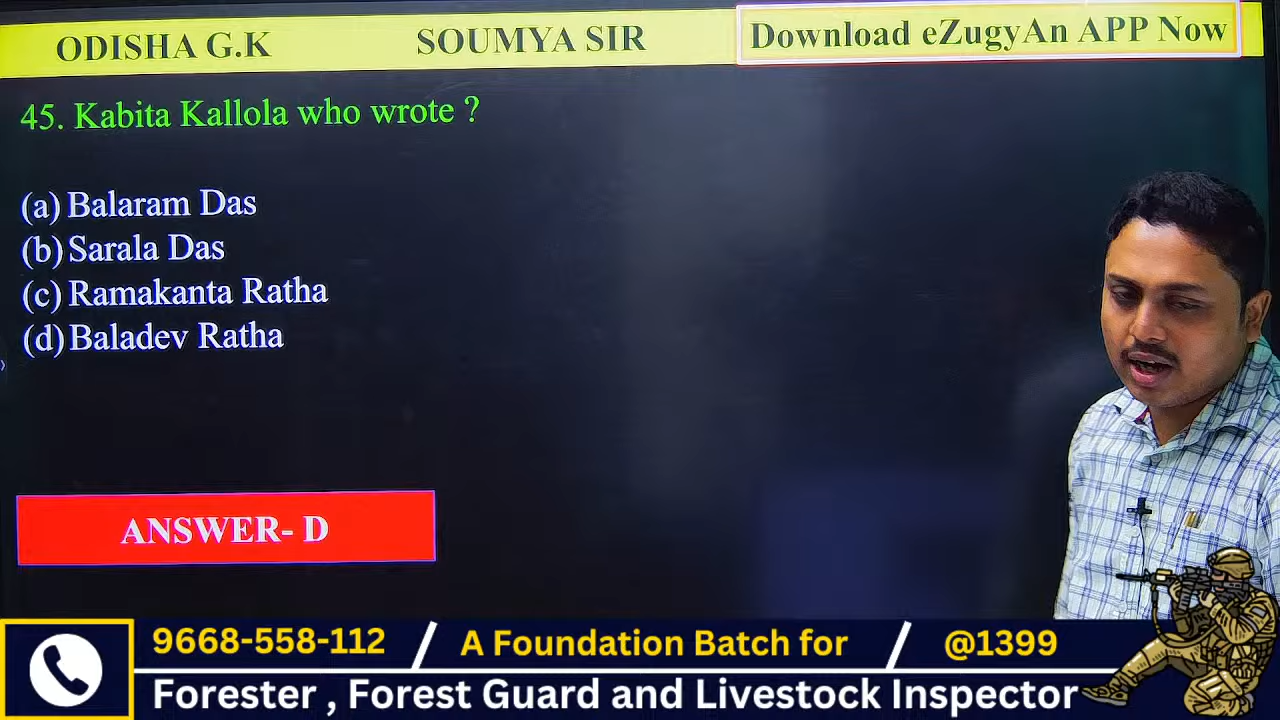 ODISHA G.K SOUMYA SIR Download eZugyAn APP Now
45. Kabita Kallola who wrote ?
(a) Balaram Das
(b) Sarala Das
(c) Ramakanta Ratha
(d) Baladev Ratha
ANSWER- D
9668-558-112 / A Foundation Batch for / @1399
Forester , Forest Guard and Livestock Inspector